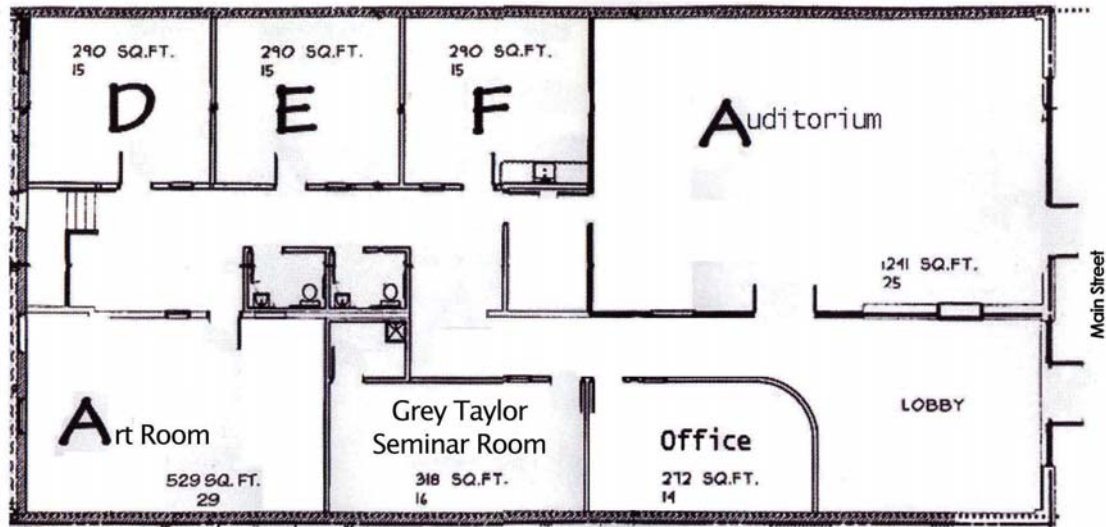 290 SQ.FT.
15
D
290 SQ.FT.
15
E
290 SQ.FT.
15
F
Auditorium
1241 SQ.FT.
25
Main Street
Art Room
529 SQ. FT.
29
Grey Taylor
Seminar Room
318 SQ. FT.
16
Office
272 SQ.FT.
14
LOBBY